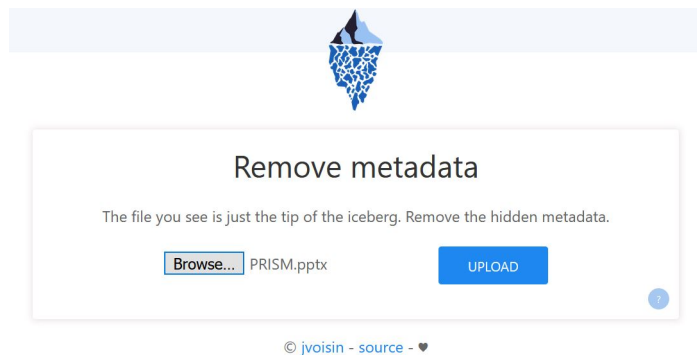 Remove metadata
The file you see is just the tip of the iceberg. Remove the hidden metadata.
Browse... PRISM.pptx UPLOAD
?
© jvoisin - source - ♥